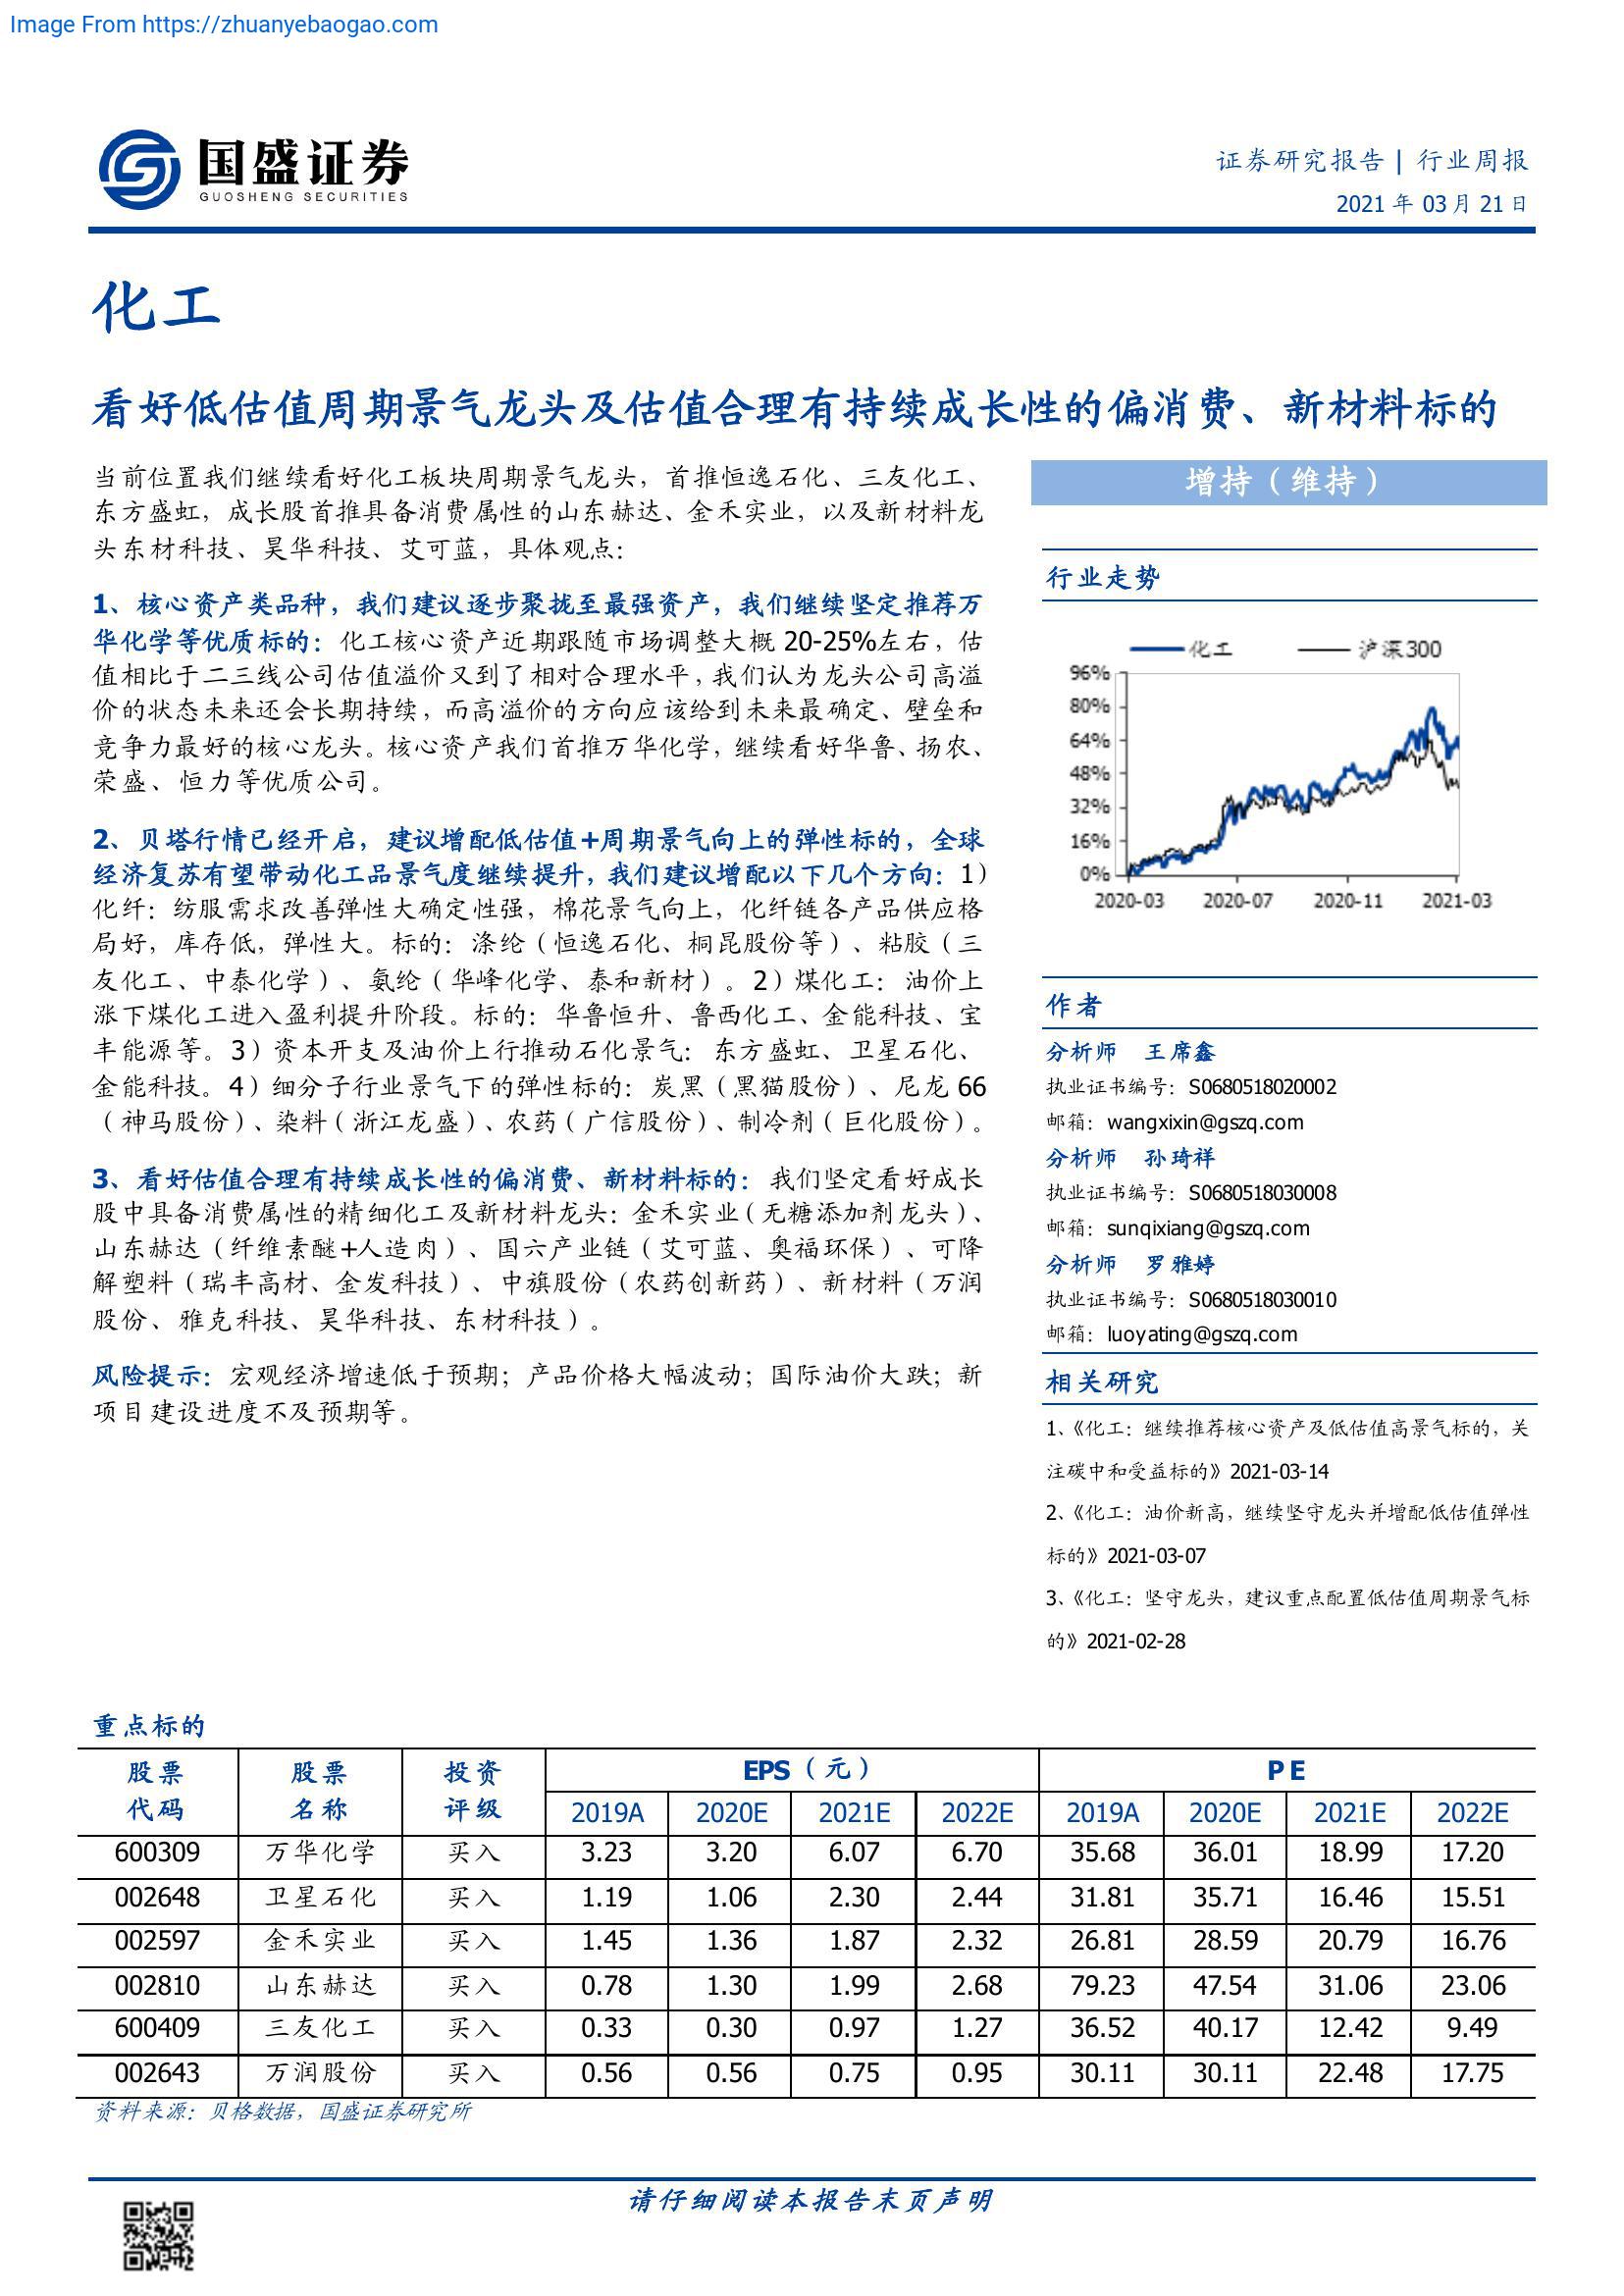 Image From https://zhuanyebaogao.com
国盛证券
GUOSHENG SECURITIES
证券研究报告 | 行业周报
2021 年 03 月 21 日
化工
看好低估值周期景气龙头及估值合理有持续成长性的偏消费、新材料标的
当前位置我们继续看好化工板块周期景气龙头，首推恒逸石化、三友化工、
东方盛虹，成长股首推具备消费属性的山东赫达、金禾实业，以及新材料龙
头东材科技、昊华科技、艾可蓝，具体观点：
1、核心资产类品种，我们建议逐步聚拢至最强资产，我们继续坚定推荐万
华化学等优质标的：化工核心资产近期跟随市场调整大概 20-25%左右，估
值相比于二三线公司估值溢价又到了相对合理水平，我们认为龙头公司高溢
价的状态未来还会长期持续，而高溢价的方向应该给到未来最确定、壁垒和
竞争力最好的核心龙头。核心资产我们首推万华化学，继续看好华鲁、扬农、
荣盛、恒力等优质公司。
2、贝塔行情已经开启，建议增配低估值+周期景气向上的弹性标的，全球
经济复苏有望带动化工品景气度继续提升，我们建议增配以下几个方向：1）
化纤：纺服需求改善弹性大确定性强，棉花景气向上，化纤链各产品供应格
局好，库存低，弹性大。标的：涤纶（恒逸石化、桐昆股份等）、粘胶（三
友化工、中泰化学）、氨纶（华峰化学、泰和新材）。2）煤化工：油价上
涨下煤化工进入盈利提升阶段。标的：华鲁恒升、鲁西化工、金能科技、宝
丰能源等。3）资本开支及油价上行推动石化景气：东方盛虹、卫星石化、
金能科技。4）细分子行业景气下的弹性标的：炭黑（黑猫股份）、尼龙 66
（神马股份）、染料（浙江龙盛）、农药（广信股份）、制冷剂（巨化股份）。
3、看好估值合理有持续成长性的偏消费、新材料标的：我们坚定看好成长
股中具备消费属性的精细化工及新材料龙头：金禾实业（无糖添加剂龙头）、
山东赫达（纤维素醚+人造肉）、国六产业链（艾可蓝、奥福环保）、可降
解塑料（瑞丰高材、金发科技）、中旗股份（农药创新药）、新材料（万润
股份、雅克科技、昊华科技、东材科技）。
风险提示：宏观经济增速低于预期；产品价格大幅波动；国际油价大跌；新
项目建设进度不及预期等。
增持（维持）
行业走势
化工 沪深300
96%
80%
64%
48%
32%
16%
0%
2020-03 2020-07 2020-11 2021-03
作者
分析师 王席鑫
执业证书编号：S0680518020002
邮箱：wangxixin@gszq.com
分析师 孙琦祥
执业证书编号：S0680518030008
邮箱：sunqixiang@gszq.com
分析师 罗雅婷
执业证书编号：S0680518030010
邮箱：luoyating@gszq.com
相关研究
1、《化工：继续推荐核心资产及低估值高景气标的，关
注碳中和受益标的》2021-03-14
2、《化工：油价新高，继续坚守龙头并增配低估值弹性
标的》2021-03-07
3、《化工：坚守龙头，建议重点配置低估值周期景气标
的》2021-02-28
重点标的
股票 股票 投资 EPS（元） P E
代码 名称 评级 2019A 2020E 2021E 2022E 2019A 2020E 2021E 2022E
600309 万华化学 买入 3.23 3.20 6.07 6.70 35.68 36.01 18.99 17.20
002648 卫星石化 买入 1.19 1.06 2.30 2.44 31.81 35.71 16.46 15.51
002597 金禾实业 买入 1.45 1.36 1.87 2.32 26.81 28.59 20.79 16.76
002810 山东赫达 买入 0.78 1.30 1.99 2.68 79.23 47.54 31.06 23.06
600409 三友化工 买入 0.33 0.30 0.97 1.27 36.52 40.17 12.42 9.49
002643 万润股份 买入 0.56 0.56 0.75 0.95 30.11 30.11 22.48 17.75
资料来源：贝格数据，国盛证券研究所
请仔细阅读本报告末页声明